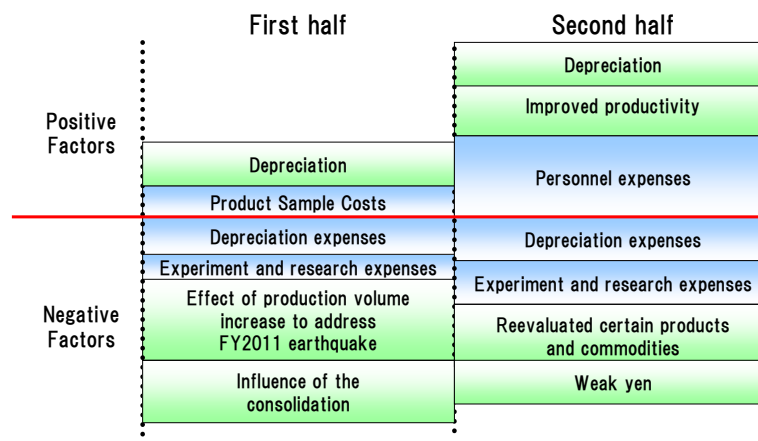 First half
Second half
Positive
Factors
Depreciation
Product Sample Costs
Depreciation
Improved productivity
Personnel expenses
Negative
Factors
Depreciation expenses
Experiment and research expenses
Effect of production volume
increase to address
FY2011 earthquake
Influence of the
consolidation
Depreciation expenses
Experiment and research expenses
Reevaluated certain products
and commodities
Weak yen